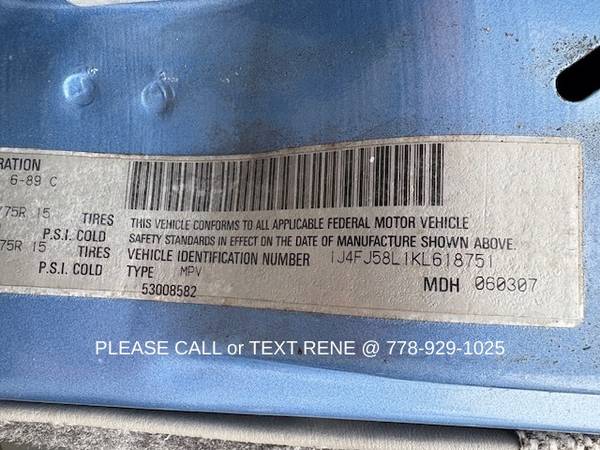 RATION
6-89 C
75R 15 TIRES
P.S.I. COLD
75R 15 TIRES
P.S.I. COLD
THIS VEHICLE CONFORMS TO ALL APPLICABLE FEDERAL MOTOR VEHICLE
SAFETY STANDARDS IN EFFECT ON THE DATE OF MANUFACTURE SHOWN ABOVE.
VEHICLE IDENTIFICATION NUMBER 1J4FJ58L1KL618751
TYPE MPV MDH 060307
53008582
PLEASE CALL or TEXT RENE @ 778-929-1025